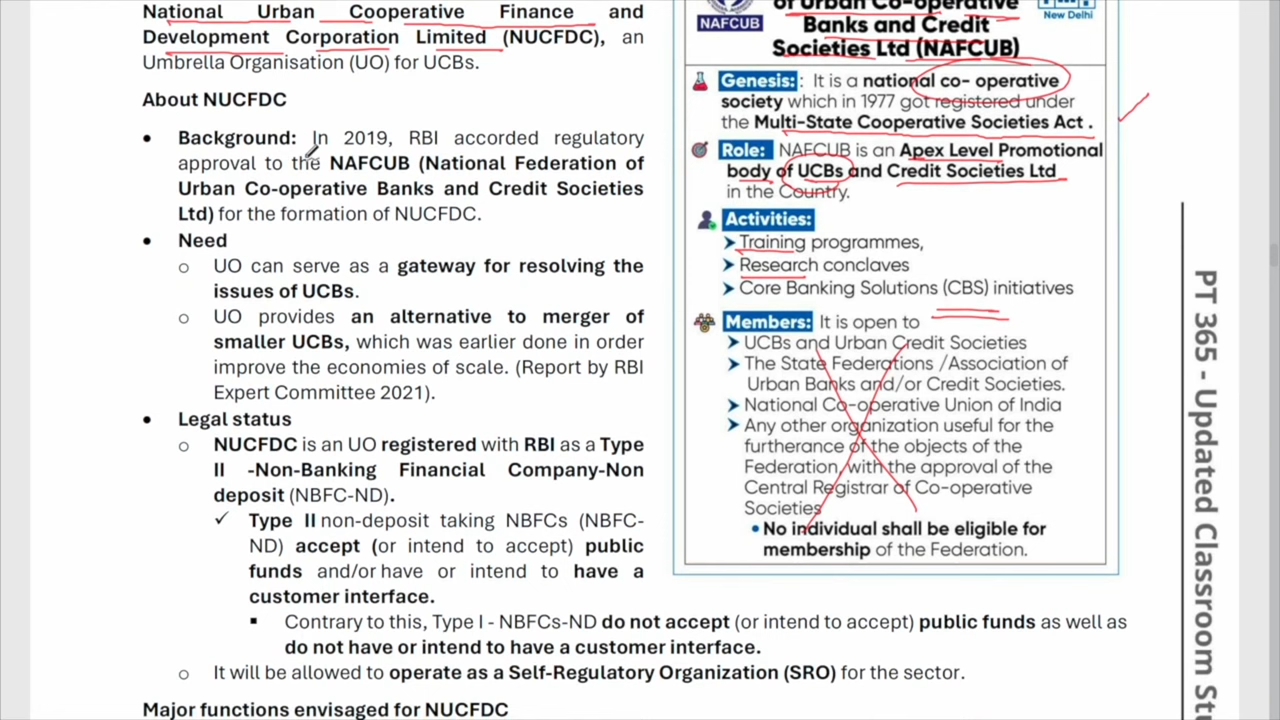 National Urban Cooperative Finance and
Development Corporation Limited (NUCFDC), an
Umbrella Organisation (UO) for UCBs.
About NUCFDC
• Background: In 2019, RBI accorded regulatory
approval to the NAFCUB (National Federation of
Urban Co-operative Banks and Credit Societies
Ltd) for the formation of NUCFDC.
• Need
o UO can serve as a gateway for resolving the
issues of UCBs.
o UO provides an alternative to merger of
smaller UCBs, which was earlier done in order
improve the economies of scale. (Report by RBI
Expert Committee 2021).
• Legal status
o NUCFDC is an UO registered with RBI as a Type
II -Non-Banking Financial Company-Non
deposit (NBFC-ND).
✓ Type II non-deposit taking NBFCs (NBFC-
ND) accept (or intend to accept) public
funds and/or have or intend to have a
customer interface.
▪ Contrary to this, Type I - NBFCs-ND do not accept (or intend to accept) public funds as well as
do not have or intend to have a customer interface.
o It will be allowed to operate as a Self-Regulatory Organization (SRO) for the sector.
Major functions envisaged for NUCFDC
NAFCUB
of Urban Co-operative
Banks and Credit
Societies Ltd (NAFCUB)
New Delhi
Genesis: : It is a national co- operative
society which in 1977 got registered under
the Multi-State Cooperative Societies Act .
Role: NAFCUB is an Apex Level Promotional
body of UCBs and Credit Societies Ltd
in the Country.
Activities:
➤ Training programmes,
➤ Research conclaves
➤ Core Banking Solutions (CBS) initiatives
Members: It is open to
➤ UCBs and Urban Credit Societies
➤ The State Federations /Association of
Urban Banks and/or Credit Societies.
➤ National Co-operative Union of India
➤ Any other organization useful for the
furtherance of the objects of the
Federation, with the approval of the
Central Registrar of Co-operative
Societies
• No individual shall be eligible for
membership of the Federation.
PT 365 - Updated Classroom St